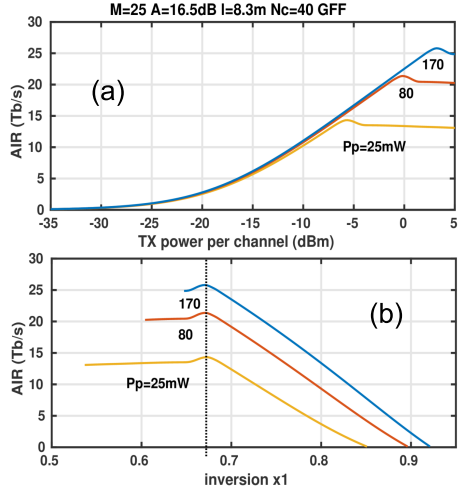 M=25 A=16.5dB l=8.3m Nc=40 GFF
30
25
20
15
10
5
0
AIR (Tb/s)
(a)
170
80
Pp=25mW
-35 -30 -25 -20 -15 -10 -5 0 5
TX power per channel (dBm)
30
25
20
15
10
5
0
AIR (Tb/s)
(b)
170
80
Pp=25mW
0.5 0.6 0.7 0.8 0.9
inversion x1